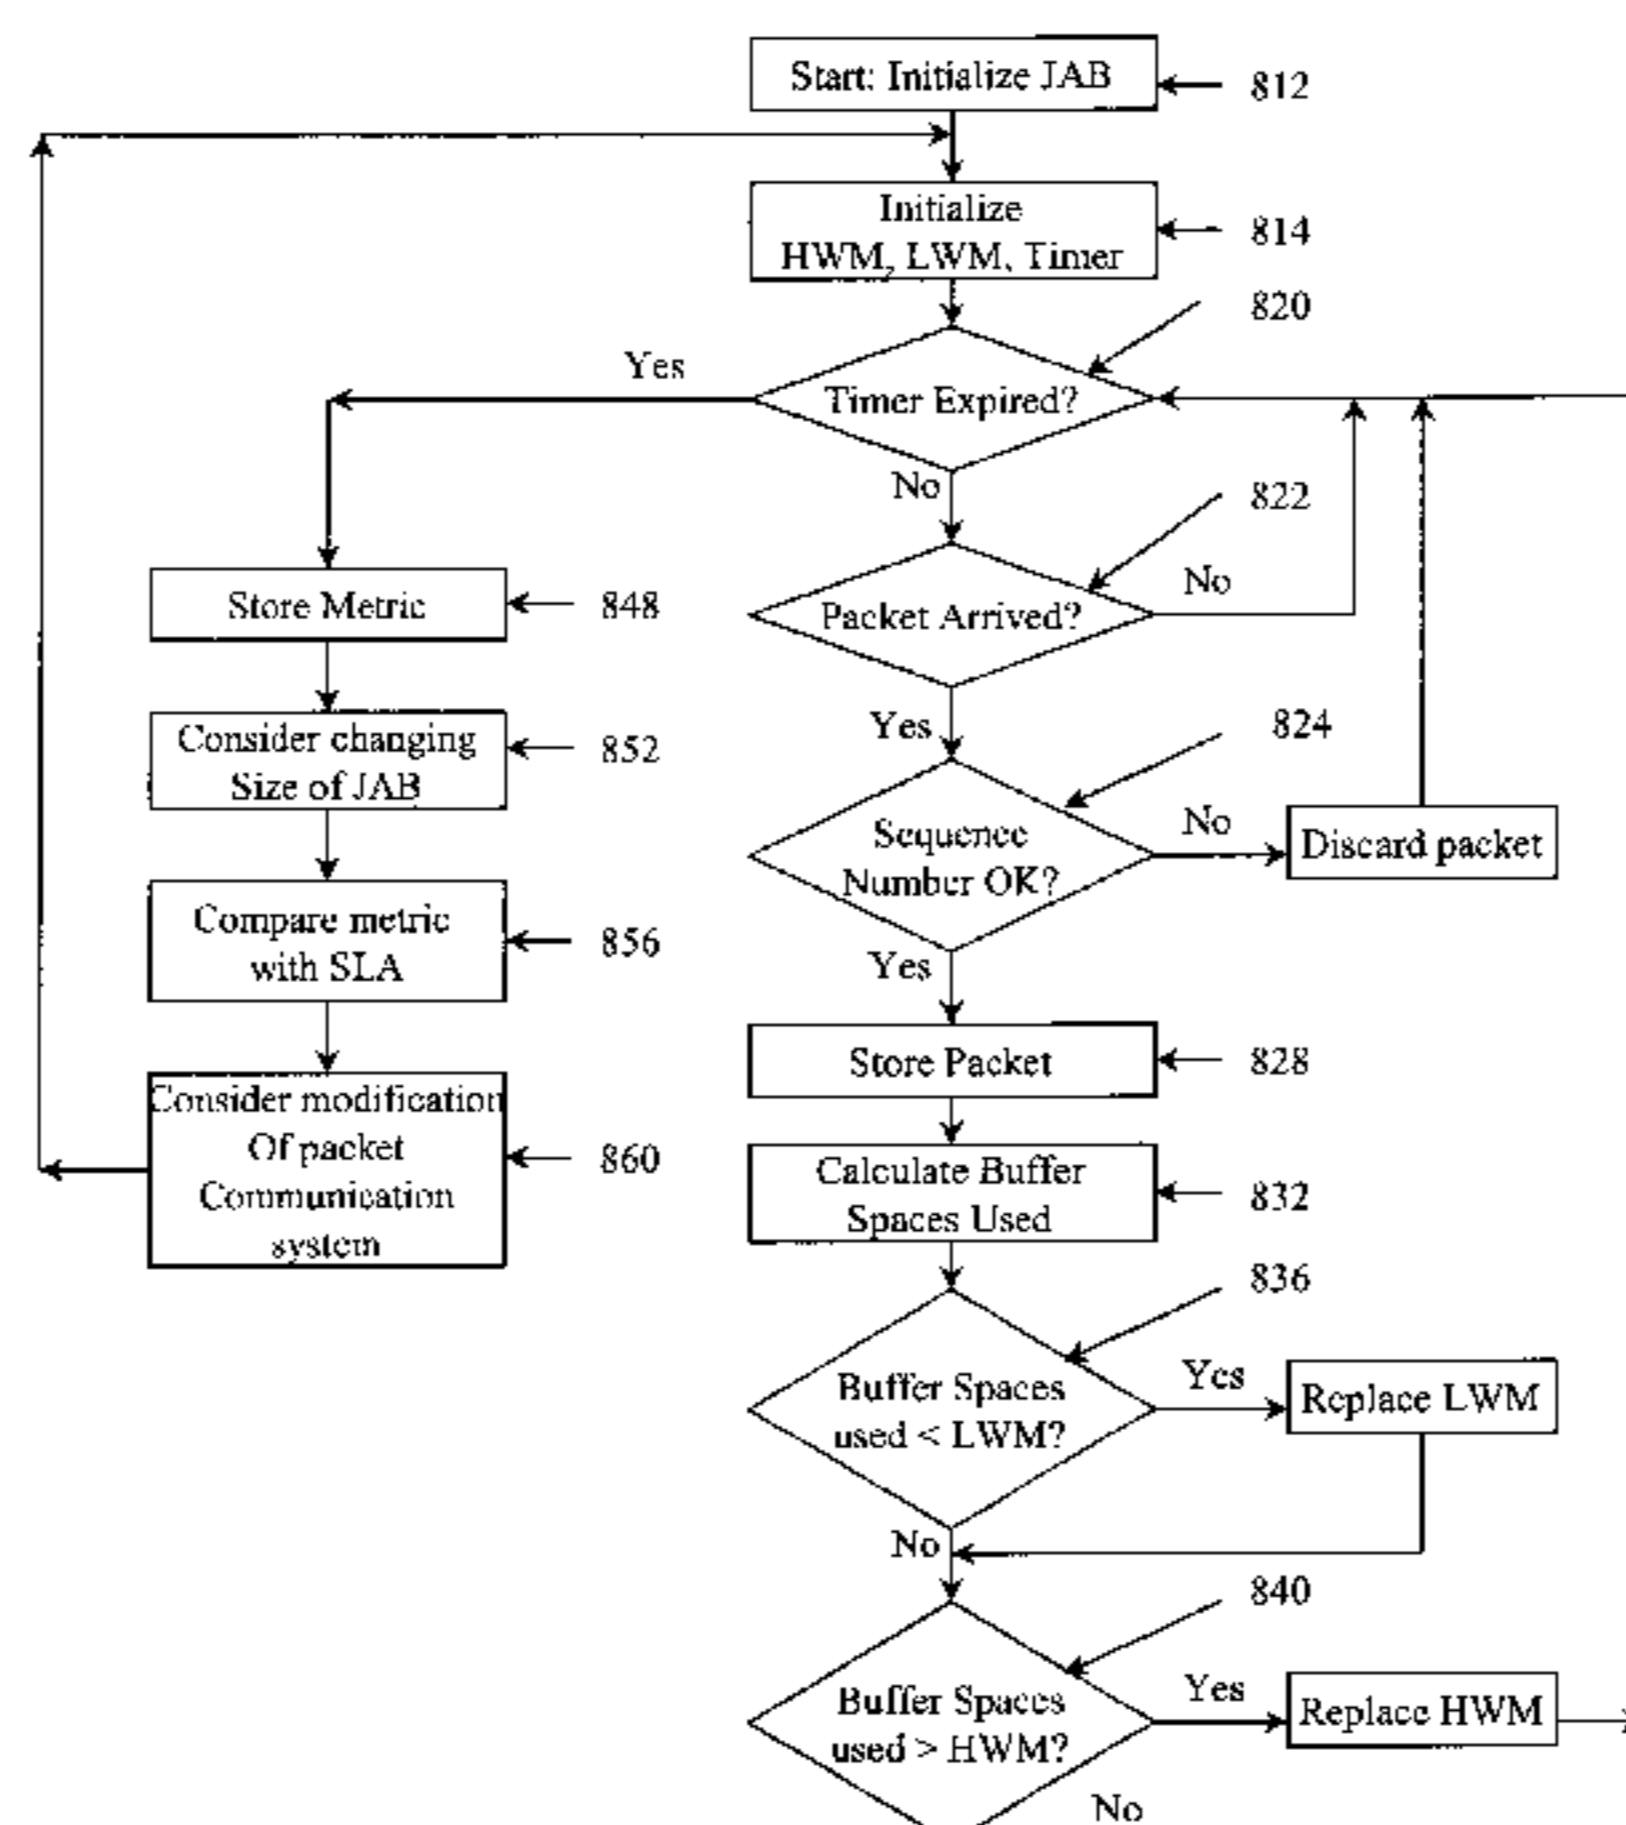 Start: Initialize JAB
812
Initialize
HWM, LWM, Timer
814
820
Yes
Timer Expired?
No
822
Packet Arrived?
No
Store Metric
848
Yes
824
Consider changing
Size of JAB
852
Sequence
Number OK?
No
Discard packet
Compare metric
with SLA
856
Yes
Store Packet
828
Consider modification
Of packet
Communication
system
860
Calculate Buffer
Spaces Used
832
836
Buffer Spaces
used < LWM?
Yes
Replace LWM
No
840
Buffer Spaces
used > HWM?
Yes
Replace HWM
No